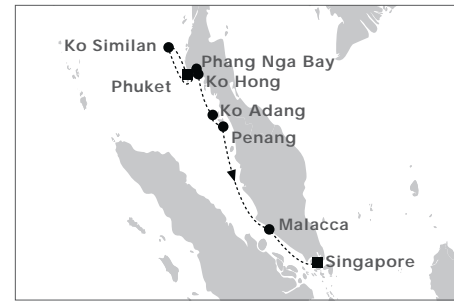 Ko Similan
Phang Nga Bay
Phuket
Ko Hong
Ko Adang
Penang
Malacca
Singapore